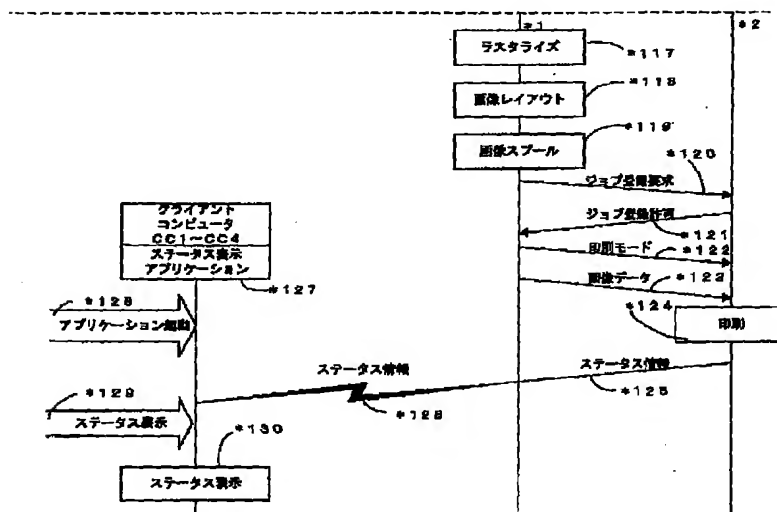 *1
*2
ラスタライズ
*117
画像レイアウト
*118
画像スプール
*119
*120
ジョブ登録要求
クライアント
コンピュータ
CC1〜CC4
ステータス表示
アプリケーション
*127
ジョブ登録許可
*121
印刷モード
*122
画像データ
*123
*124
印刷
*128
アプリケーション起動
ステータス情報
ステータス情報
*125
*126
*129
ステータス表示
*130
ステータス表示